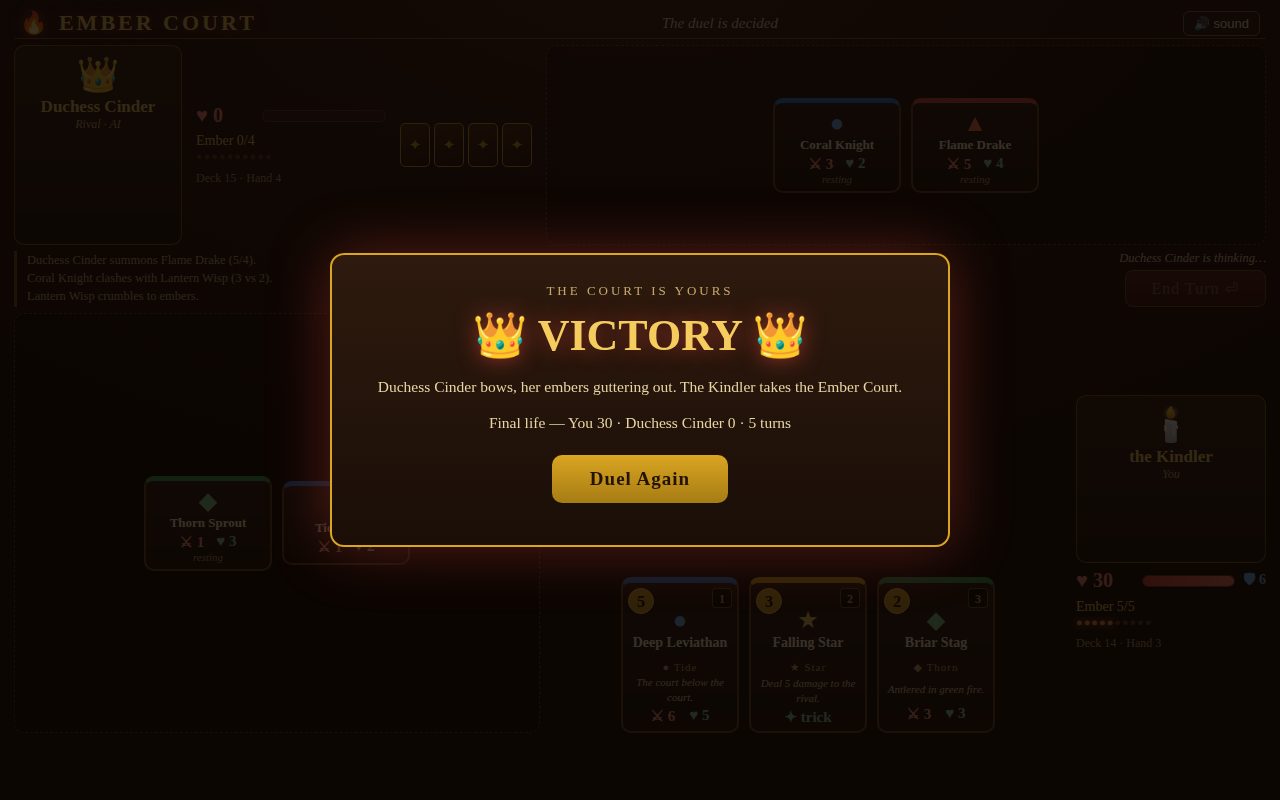 EMBER COURT
The duel is decided
sound
Duchess Cinder
Rival · AI
♥ 0
Ember 0/4
Deck 15 · Hand 4
Coral Knight
⚔ 3 ♥ 2
resting
Flame Drake
⚔ 5 ♥ 4
resting
Duchess Cinder summons Flame Drake (5/4).
Coral Knight clashes with Lantern Wisp (3 vs 2).
Lantern Wisp crumbles to embers.
Duchess Cinder is thinking…
End Turn ⏎
THE COURT IS YOURS
VICTORY
Duchess Cinder bows, her embers guttering out. The Kindler takes the Ember Court.
Final life — You 30 · Duchess Cinder 0 · 5 turns
Duel Again
Thorn Sprout
⚔ 1 ♥ 3
resting
the Kindler
You
♥ 30
6
Ember 5/5
Deck 14 · Hand 3
5
1
Deep Leviathan
● Tide
The court below the
court.
⚔ 6 ♥ 5
3
2
Falling Star
★ Star
Deal 5 damage to the
rival.
✦ trick
2
3
Briar Stag
◆ Thorn
Antlered in green fire.
⚔ 3 ♥ 3